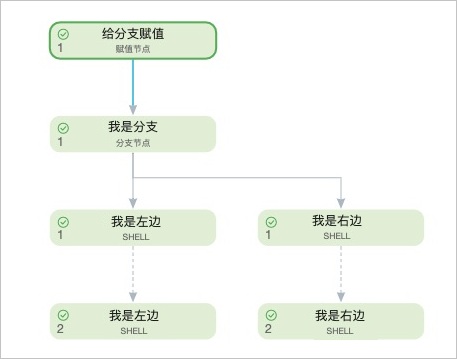 给分支赋值
1
赋值节点
我是分支
1
分支节点
我是左边
1
SHELL
我是右边
1
SHELL
我是左边
2
SHELL
我是右边
2
SHELL